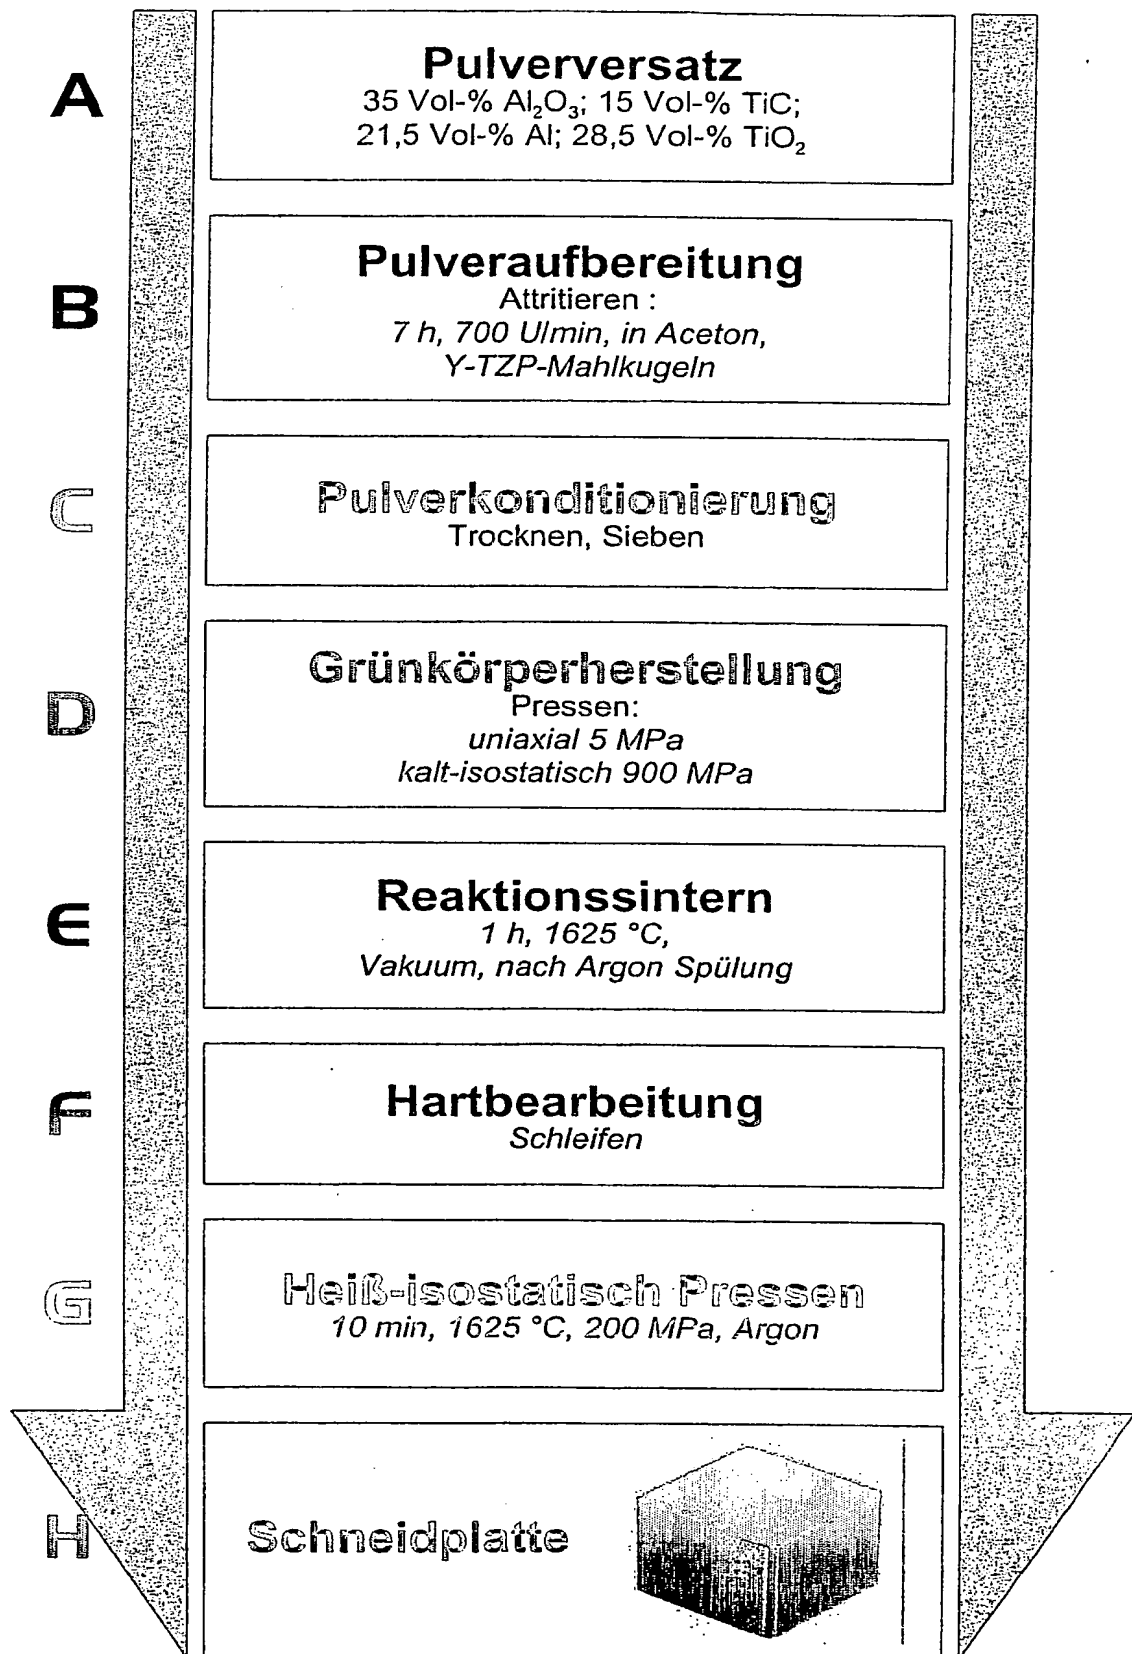 A
Pulverversatz
35 Vol-% Al₂O₃; 15 Vol-% TiC;
21,5 Vol-% Al; 28,5 Vol-% TiO₂
B
Pulveraufbereitung
Attritieren :
7 h, 700 U/min, in Aceton,
Y-TZP-Mahlkugeln
C
Pulverkonditionierung
Trocknen, Sieben
D
Grünkörperherstellung
Pressen:
uniaxial 5 MPa
kalt-isostatisch 900 MPa
E
Reaktionssintern
1 h, 1625 °C,
Vakuum, nach Argon Spülung
F
Hartbearbeitung
Schleifen
G
Heiß-isostatisch Pressen
10 min, 1625 °C, 200 MPa, Argon
H
Schneidplatte